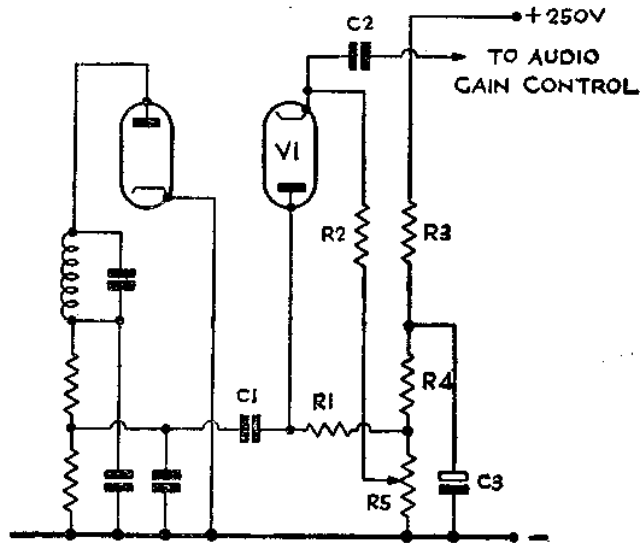 +250V
C2
TO AUDIO
GAIN CONTROL
V1
R2
R3
R4
C1
R1
R5
C3
-